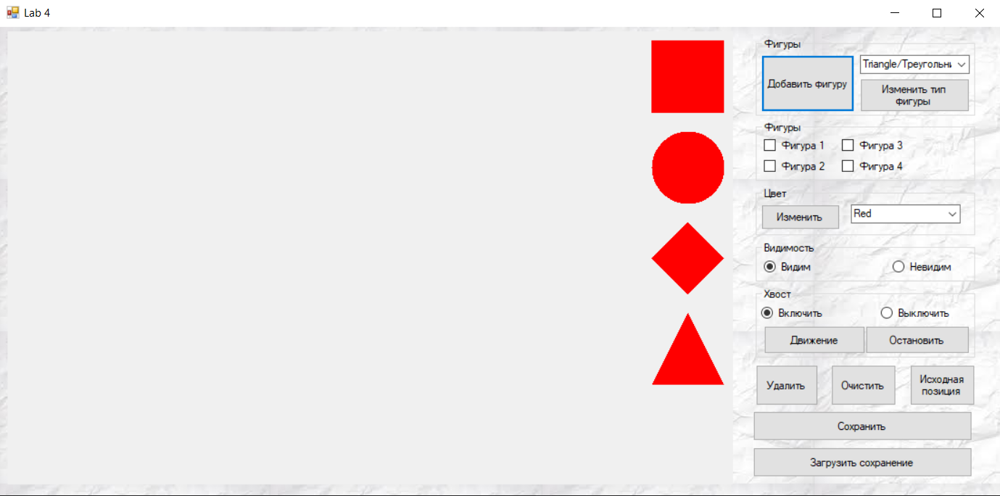 Lab 4
Фигуры
Добавить фигуру
Triangle/Треугольни
Изменить тип
фигуры
Фигуры
Фигура 1
Фигура 3
Фигура 2
Фигура 4
Цвет
Изменить
Red
Видимость
Видим
Невидим
Хвост
Включить
Выключить
Движение
Остановить
Удалить
Очистить
Исходная
позиция
Сохранить
Загрузить сохранение